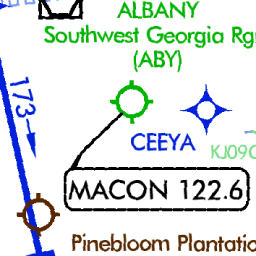 ALBANY
Southwest Georgia Rg
(ABY)
173
CEEYA
KJ09
MACON 122.6
Pinebloom Plantatio